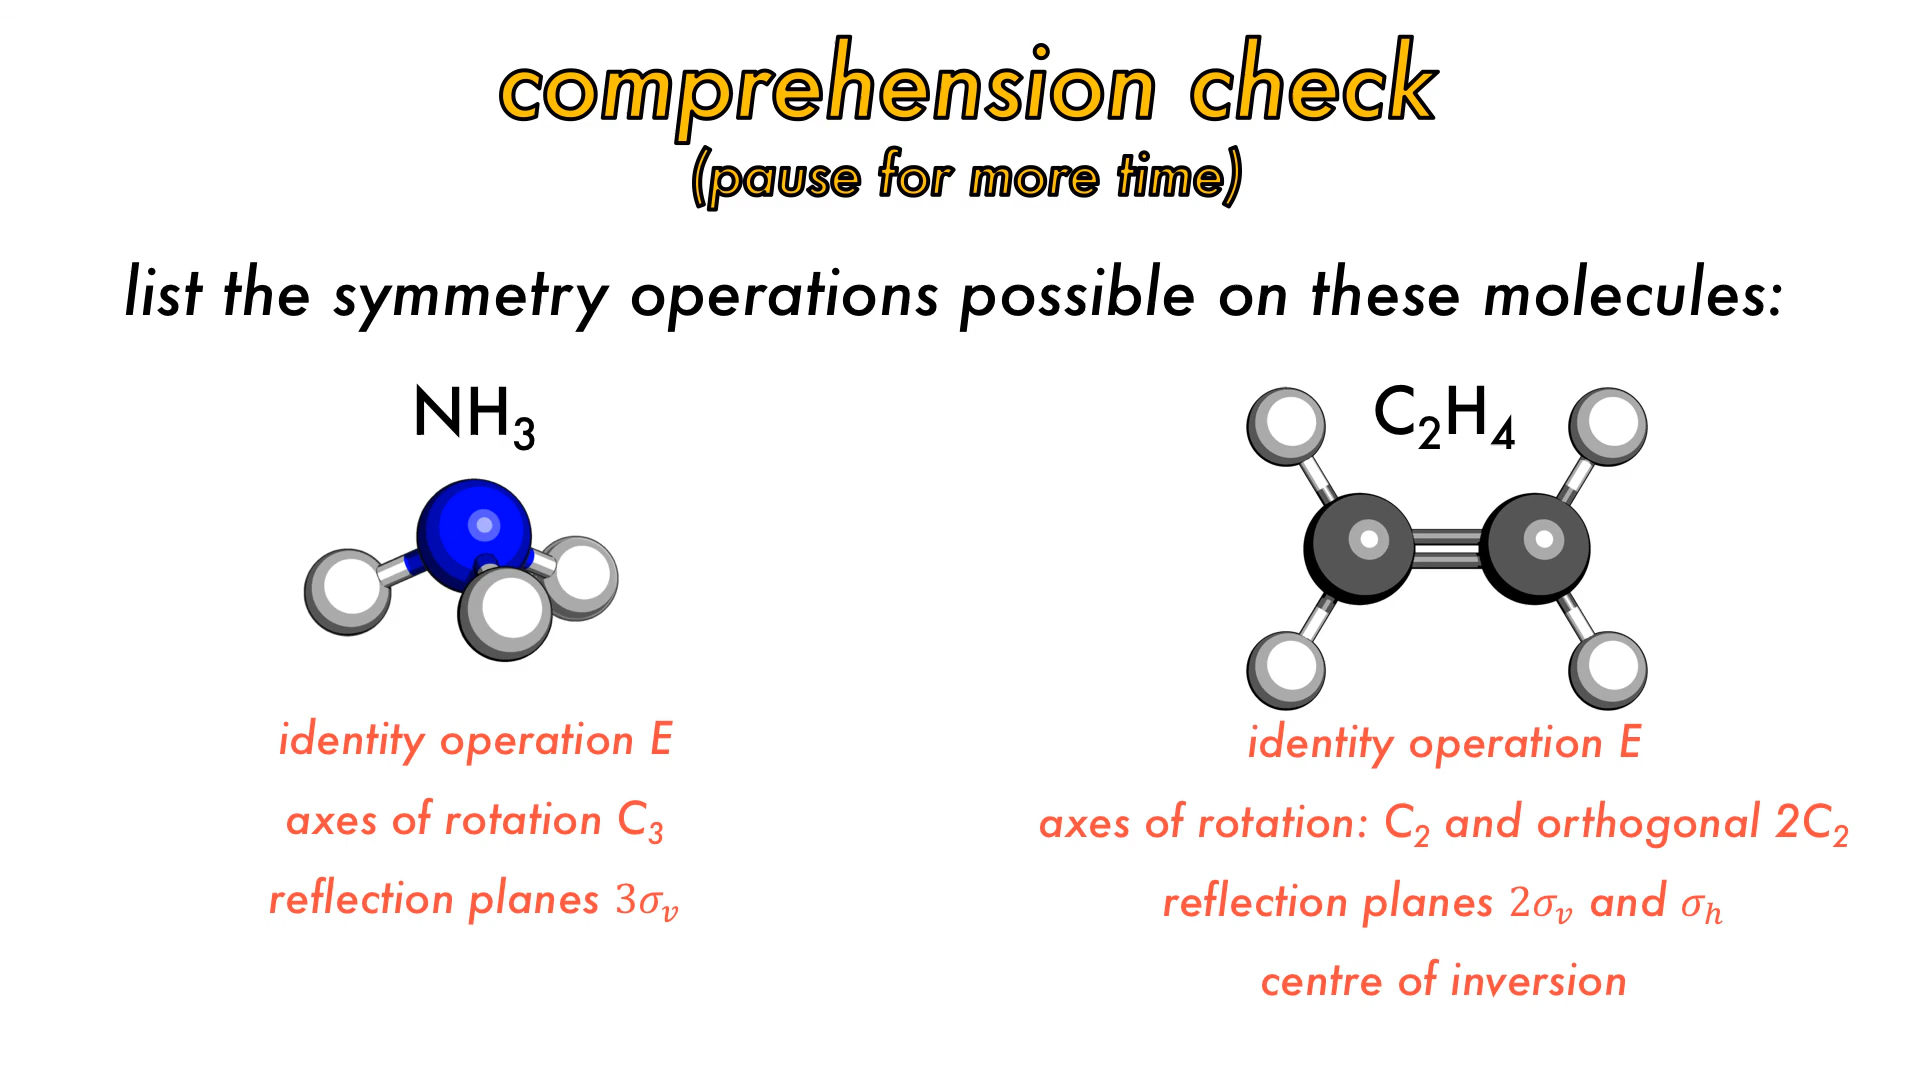 comprehension check
(pause for more time)
list the symmetry operations possible on these molecules:
NH₃
C₂H₄
identity operation E
axes of rotation C₃
reflection planes 3σᵥ
identity operation E
axes of rotation: C₂ and orthogonal 2C₂
reflection planes 2σᵥ and σₕ
centre of inversion